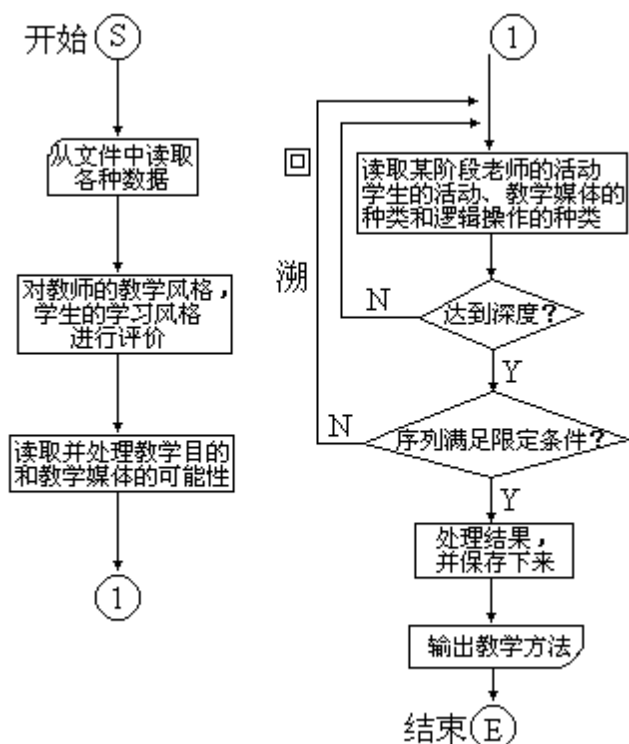 开始 S
从文件中读取
各种数据
对教师的教学风格，
学生的学习风格
进行评价
读取并处理教学目的
和教学媒体的可能性
1
1
回
溯
读取某阶段老师的活动
学生的活动、教学媒体的
种类和逻辑操作的种类
N
达到深度？
Y
N
序列满足限定条件？
Y
处理结果，
并保存下来
输出教学方法
结束 E